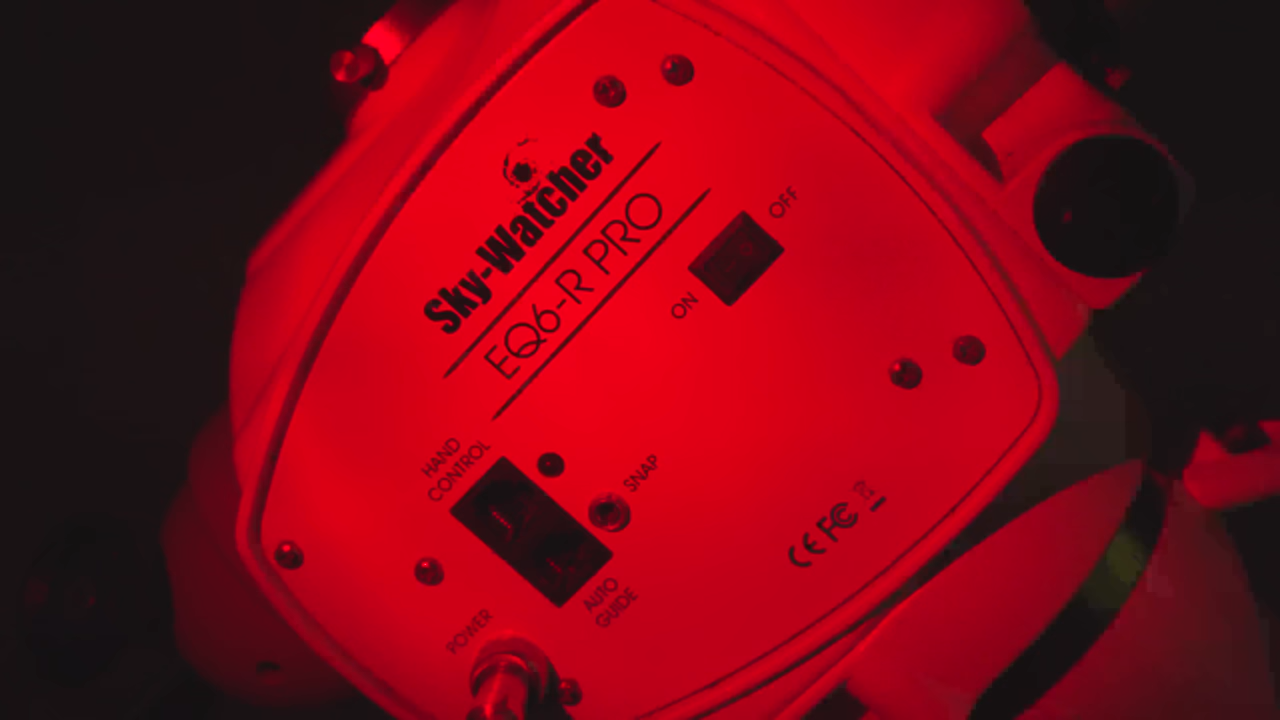 Sky-Watcher
EQ6-R PRO
OFF
ON
HAND
CONTROL
SNAP
AUTO
GUIDE
POWER
CE FC